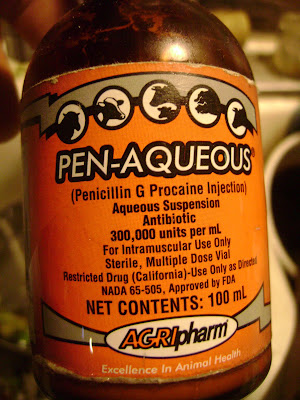 PEN-AQUEOUS®
(Penicillin G Procaine Injection)
Aqueous Suspension
Antibiotic
300,000 units per mL
For Intramuscular Use Only
Sterile, Multiple Dose Vial
Restricted Drug (California)-Use Only as Directed
NADA 65-505, Approved by FDA
NET CONTENTS: 100 mL
AGRIpharm®
Excellence In Animal Health